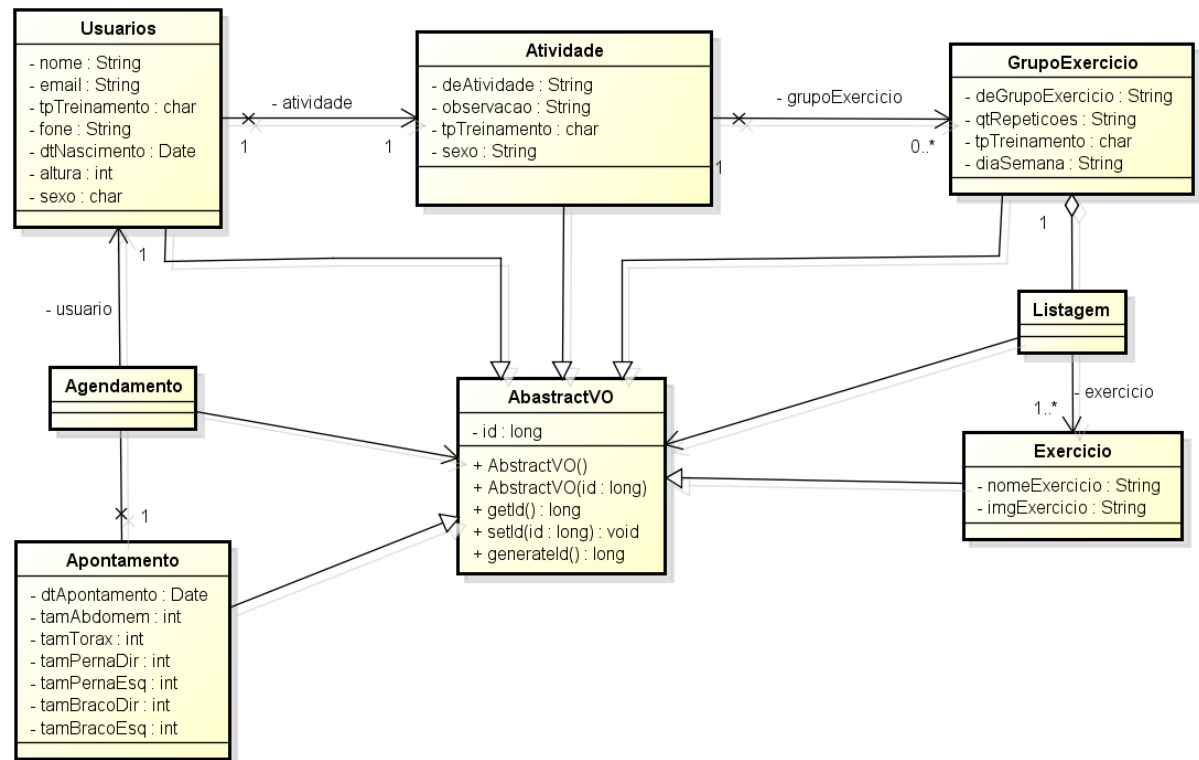 Usuarios
- nome : String
- email : String
- tpTreinamento : char
- fone : String
- dtNascimento : Date
- altura : int
- sexo : char
- atividade
1
1
Atividade
- deAtividade : String
- observacao : String
- tpTreinamento : char
- sexo : String
- grupoExercicio
1
0..*
GrupoExercicio
- deGrupoExercicio : String
- qtRepeticoes : String
- tpTreinamento : char
- diaSemana : String
1
1
- usuario
Listagem
Agendamento
- exercicio
1..*
AbastractVO
- id : long
+ AbstractVO()
+ AbstractVO(id : long)
+ getId() : long
+ setId(id : long) : void
+ generateId() : long
Exercicio
- nomeExercicio : String
- imgExercicio : String
1
Apontamento
- dtApontamento : Date
- tamAbdomem : int
- tamTorax : int
- tamPernaDir : int
- tamPernaEsq : int
- tamBracoDir : int
- tamBracoEsq : int